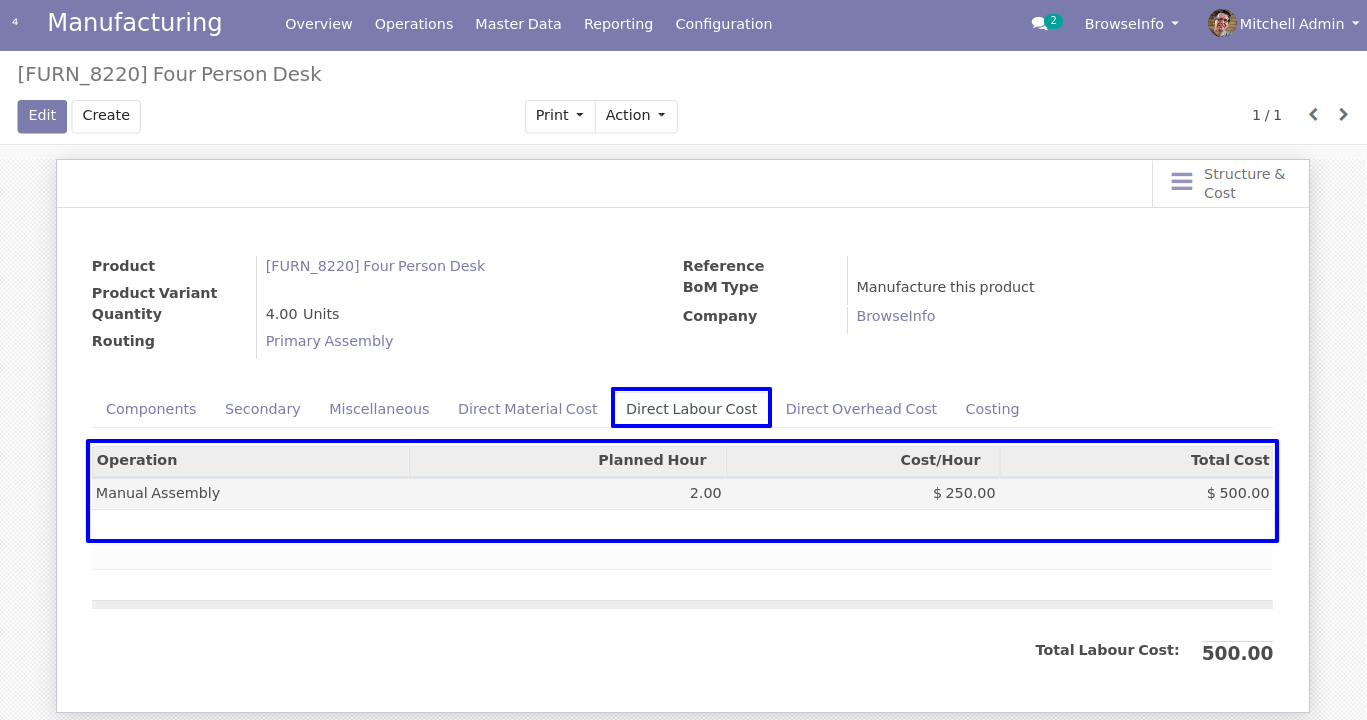 4 Manufacturing Overview Operations Master Data Reporting Configuration 2 BrowseInfo Mitchell Admin
[FURN_8220] Four Person Desk
Edit Create Print Action 1 / 1
Structure &
Cost
Product [FURN_8220] Four Person Desk
Product Variant
Quantity 4.00 Units
Routing Primary Assembly
Reference
BoM Type Manufacture this product
Company BrowseInfo
Components Secondary Miscellaneous Direct Material Cost Direct Labour Cost Direct Overhead Cost Costing
Operation Planned Hour Cost/Hour Total Cost
Manual Assembly 2.00 $ 250.00 $ 500.00
Total Labour Cost: 500.00